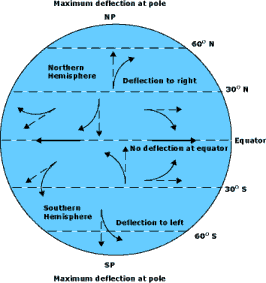 Maximum deflection at pole
NP
60° N
Northern
Hemisphere
Deflection to right
30° N
Equator
No deflection at equator
30° S
Southern
Hemisphere
Deflection to left
60° S
SP
Maximum deflection at pole